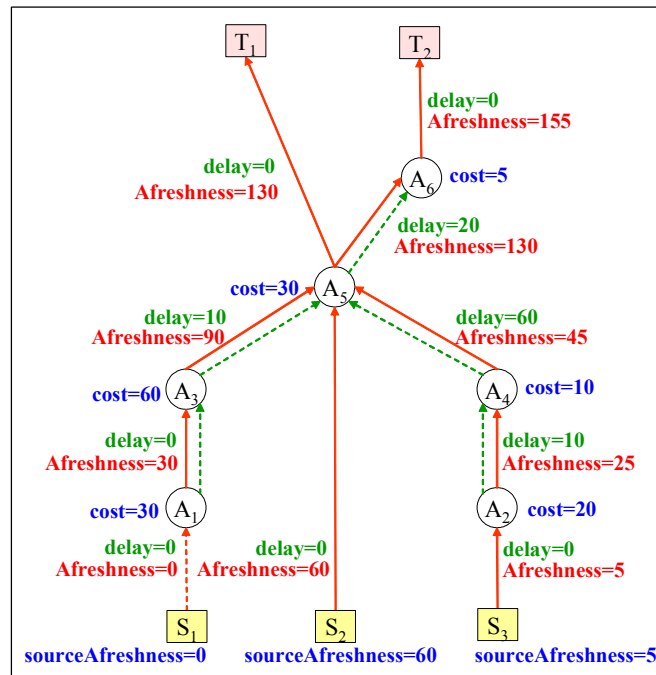 T1 T2
delay=0
Afreshness=155
delay=0
Afreshness=130
A6 cost=5
delay=20
Afreshness=130
cost=30 A5
delay=10
Afreshness=90
delay=60
Afreshness=45
cost=60 A3
A4 cost=10
delay=0
Afreshness=30
delay=10
Afreshness=25
cost=30 A1
A2 cost=20
delay=0
Afreshness=0
delay=0
Afreshness=60
delay=0
Afreshness=5
S1 S2 S3
sourceAfreshness=0 sourceAfreshness=60 sourceAfreshness=5